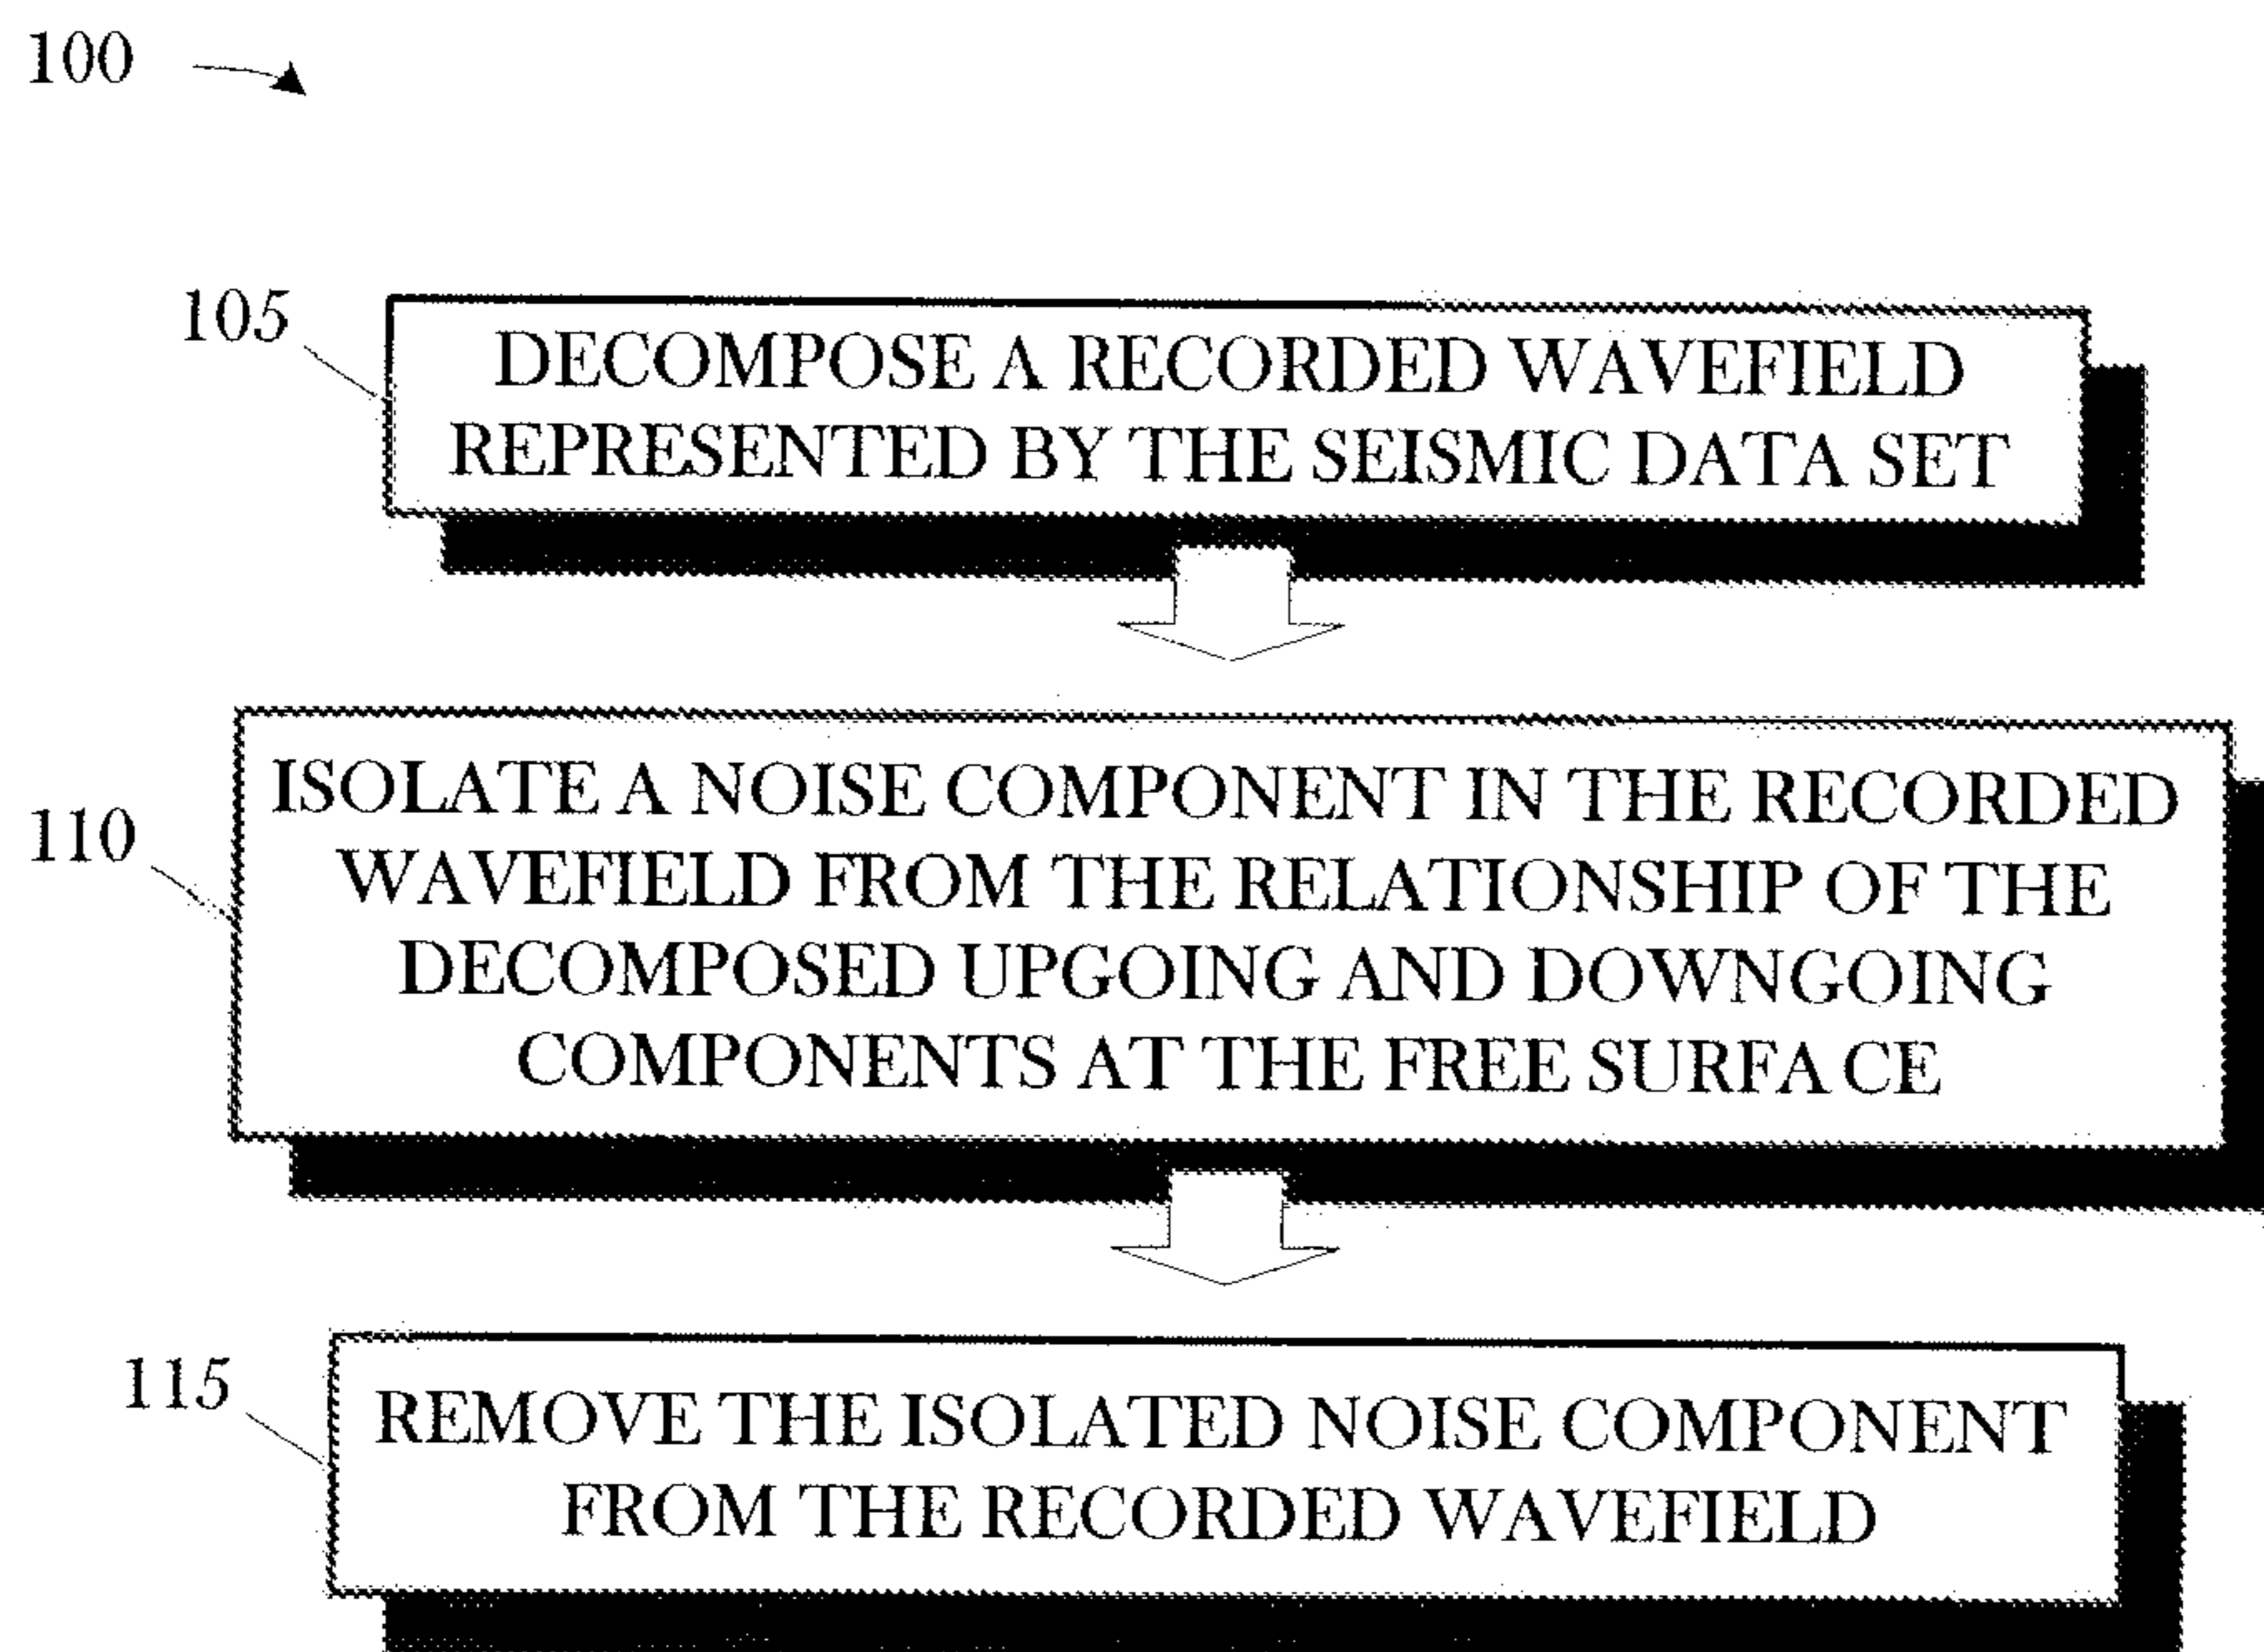 100
105
DECOMPOSE A RECORDED WAVEFIELD
REPRESENTED BY THE SEISMIC DATA SET
110
ISOLATE A NOISE COMPONENT IN THE RECORDED
WAVEFIELD FROM THE RELATIONSHIP OF THE
DECOMPOSED UPGOING AND DOWNGOING
COMPONENTS AT THE FREE SURFACE
115
REMOVE THE ISOLATED NOISE COMPONENT
FROM THE RECORDED WAVEFIELD